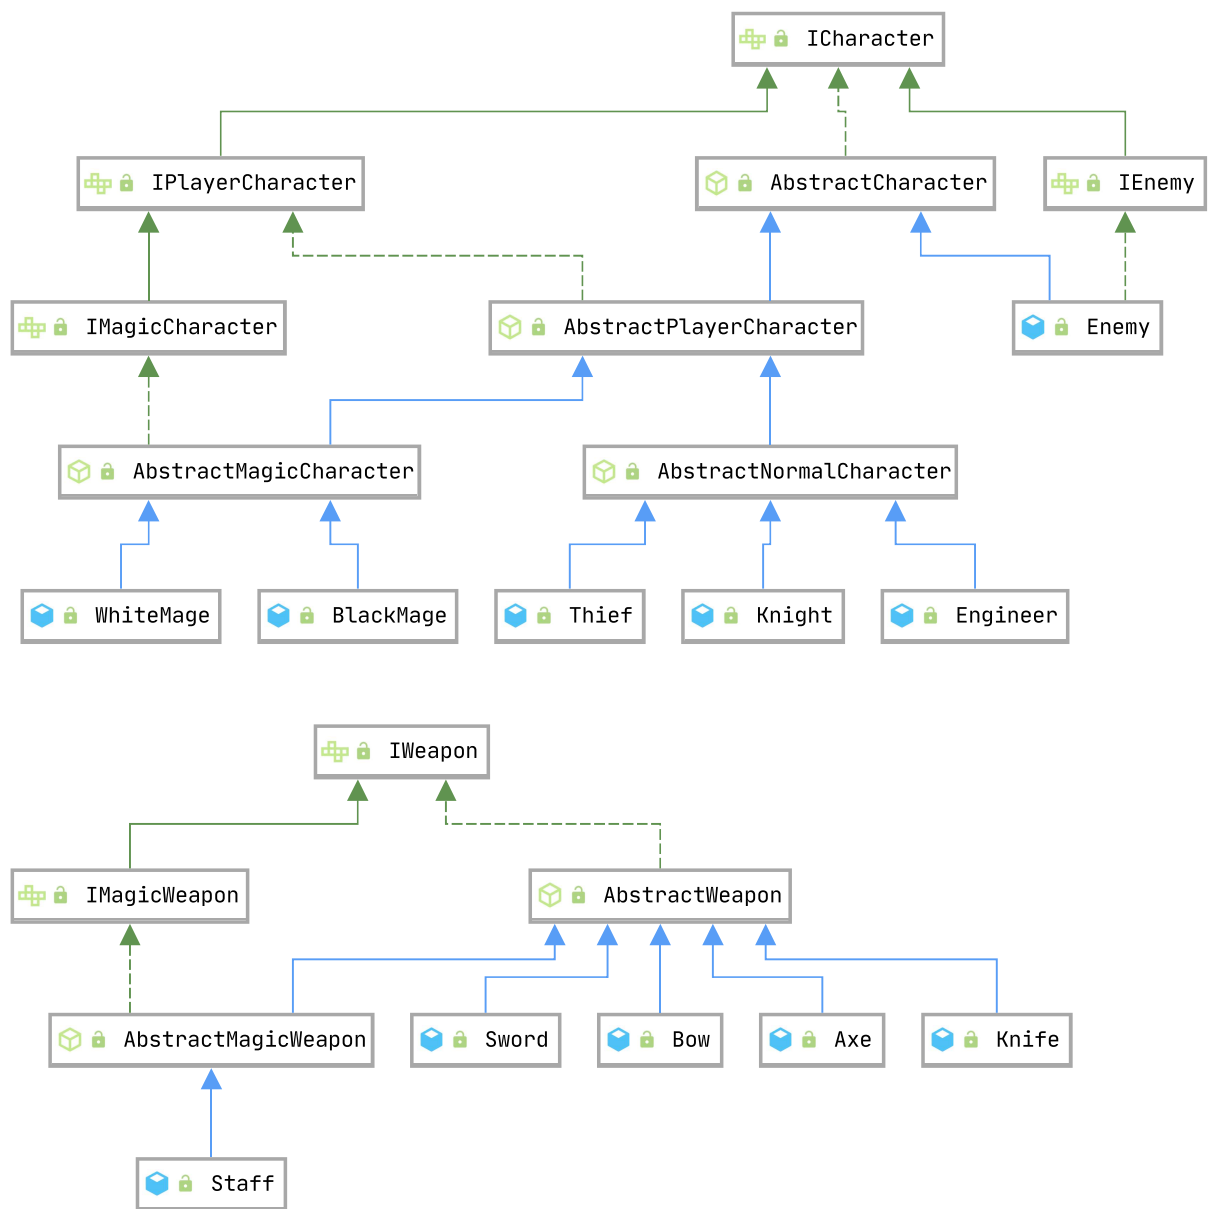 ICharacter
IPlayerCharacter
AbstractCharacter
IEnemy
IMagicCharacter
AbstractPlayerCharacter
Enemy
AbstractMagicCharacter
AbstractNormalCharacter
WhiteMage
BlackMage
Thief
Knight
Engineer
IWeapon
IMagicWeapon
AbstractWeapon
AbstractMagicWeapon
Sword
Bow
Axe
Knife
Staff